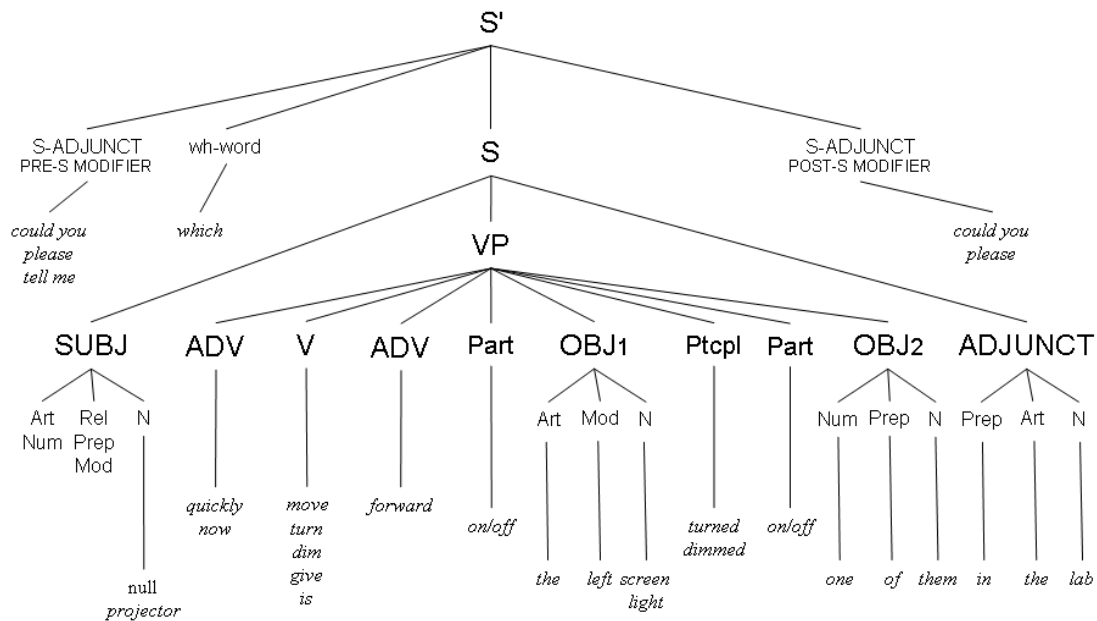 S'
S-ADJUNCT wh-word S-ADJUNCT
PRE-S MODIFIER S POST-S MODIFIER
could you which could you
please please
tell me
VP
SUBJ ADV V ADV Part OBJ1 Ptcpl Part OBJ2 ADJUNCT
Art Rel N Art Mod N Num Prep N Prep Art N
Num Prep
Mod
quickly move forward
now turn on/off turned on/off
dim dimmed
give the left screen one of them in the lab
is light
null
projector